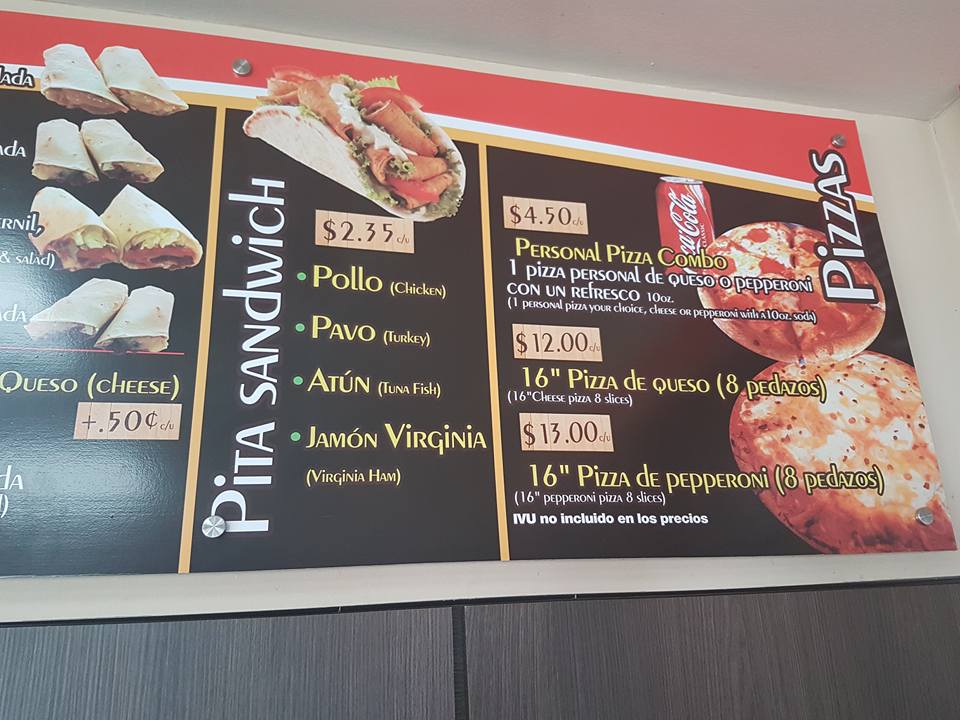 ada
ada
ernil,
& salad)
ada
Queso (cheese)
+.50¢ c/u
da
Pita sandwich
$2.35 c/u
Pollo (Chicken)
Pavo (Turkey)
Atún (Tuna Fish)
Jamón Virginia
(Virginia Ham)
Pizzas
Coca-Cola
Classic
$4.50 c/u
Personal Pizza Combo
1 pizza personal de queso o pepperoni
con un refresco 10oz.
(1 personal pizza your choice, cheese or pepperoni with a 10oz. soda)
$12.00 c/u
16" Pizza de queso (8 pedazos)
(16"Cheese pizza 8 slices)
$13.00 c/u
16" Pizza de pepperoni (8 pedazos)
(16" pepperoni pizza 8 slices)
IVU no incluido en los precios